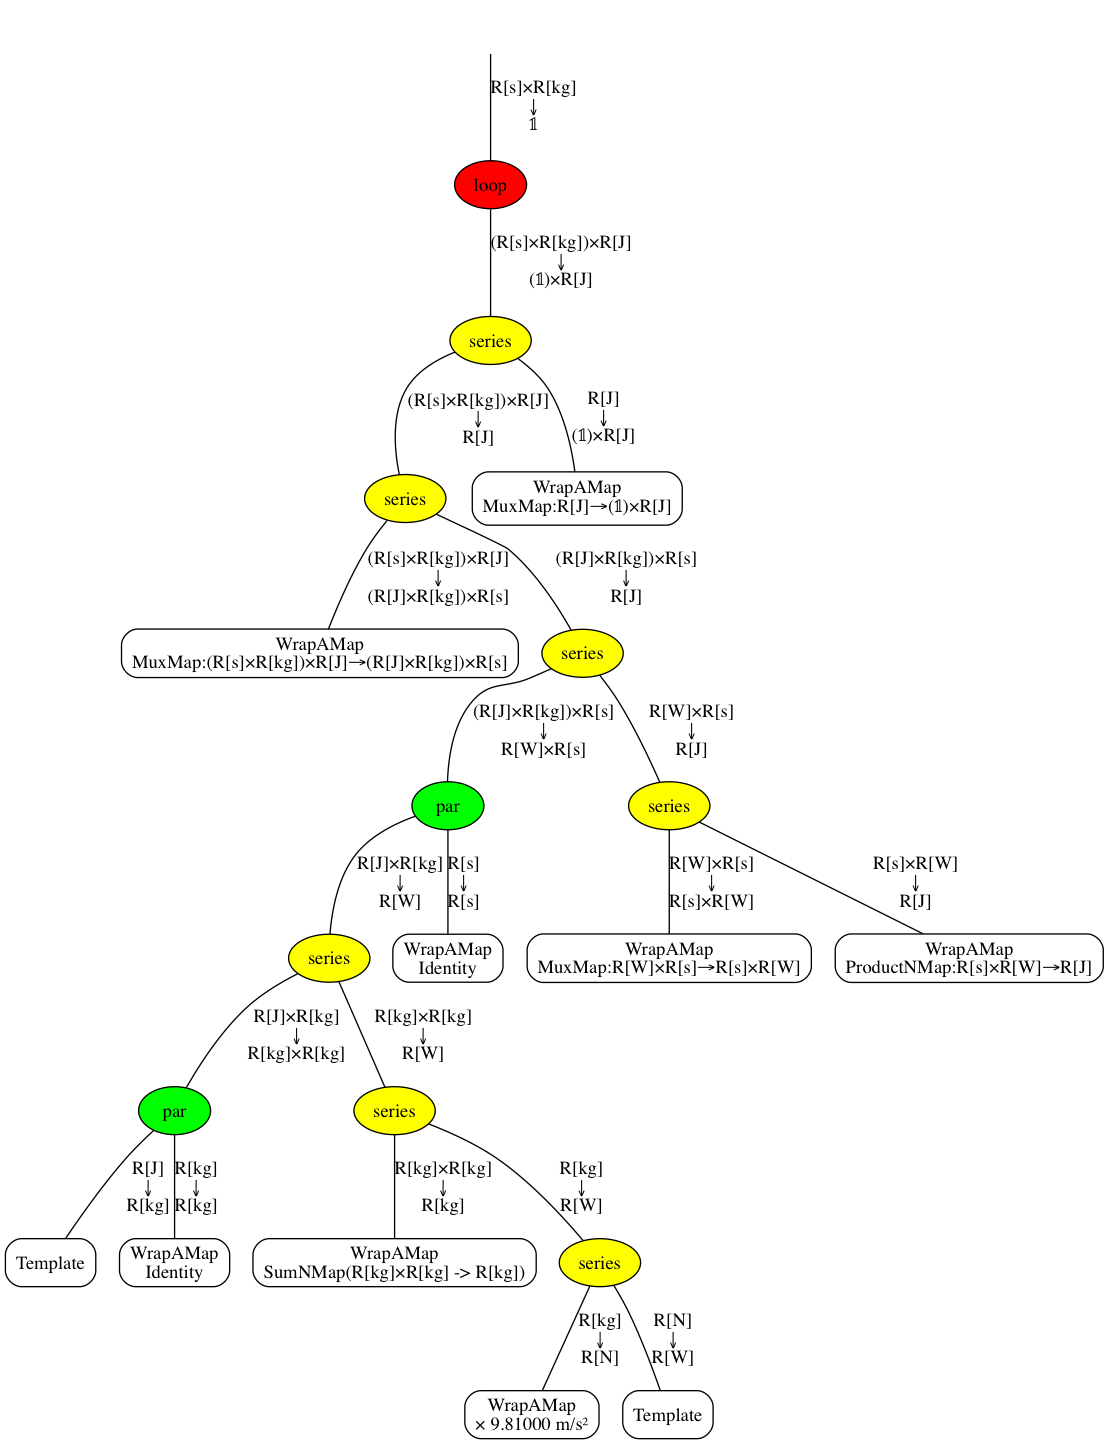 R[s]×R[kg]
↓
𝟙
loop
(R[s]×R[kg])×R[J]
↓
(𝟙)×R[J]
series
(R[s]×R[kg])×R[J]
↓
R[J]
R[J]
↓
(𝟙)×R[J]
series
WrapAMap
MuxMap:R[J]→(𝟙)×R[J]
(R[s]×R[kg])×R[J]
↓
(R[J]×R[kg])×R[s]
(R[J]×R[kg])×R[s]
↓
R[J]
WrapAMap
MuxMap:(R[s]×R[kg])×R[J]→(R[J]×R[kg])×R[s]
series
(R[J]×R[kg])×R[s]
↓
R[W]×R[s]
R[W]×R[s]
↓
R[J]
par
series
R[J]×R[kg]
↓
R[W]
R[s]
↓
R[s]
R[W]×R[s]
↓
R[s]×R[W]
R[s]×R[W]
↓
R[J]
series
WrapAMap
Identity
WrapAMap
MuxMap:R[W]×R[s]→R[s]×R[W]
WrapAMap
ProductNMap:R[s]×R[W]→R[J]
R[J]×R[kg]
↓
R[kg]×R[kg]
R[kg]×R[kg]
↓
R[W]
par
series
R[J]
↓
R[kg]
R[kg]
↓
R[kg]
R[kg]×R[kg]
↓
R[kg]
R[kg]
↓
R[W]
Template
WrapAMap
Identity
WrapAMap
SumNMap(R[kg]×R[kg] -> R[kg])
series
R[kg]
↓
R[N]
R[N]
↓
R[W]
WrapAMap
× 9.81000 m/s²
Template